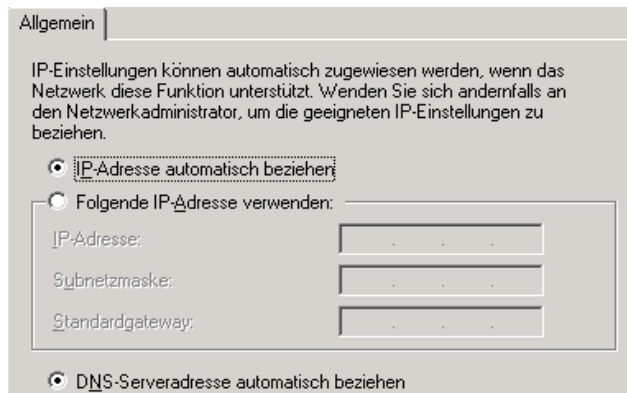 Allgemein
IP-Einstellungen können automatisch zugewiesen werden, wenn das
Netzwerk diese Funktion unterstützt. Wenden Sie sich andernfalls an
den Netzwerkadministrator, um die geeigneten IP-Einstellungen zu
beziehen.
IP-Adresse automatisch beziehen
Folgende IP-Adresse verwenden:
IP-Adresse:
Subnetzmaske:
Standardgateway:
DNS-Serveradresse automatisch beziehen